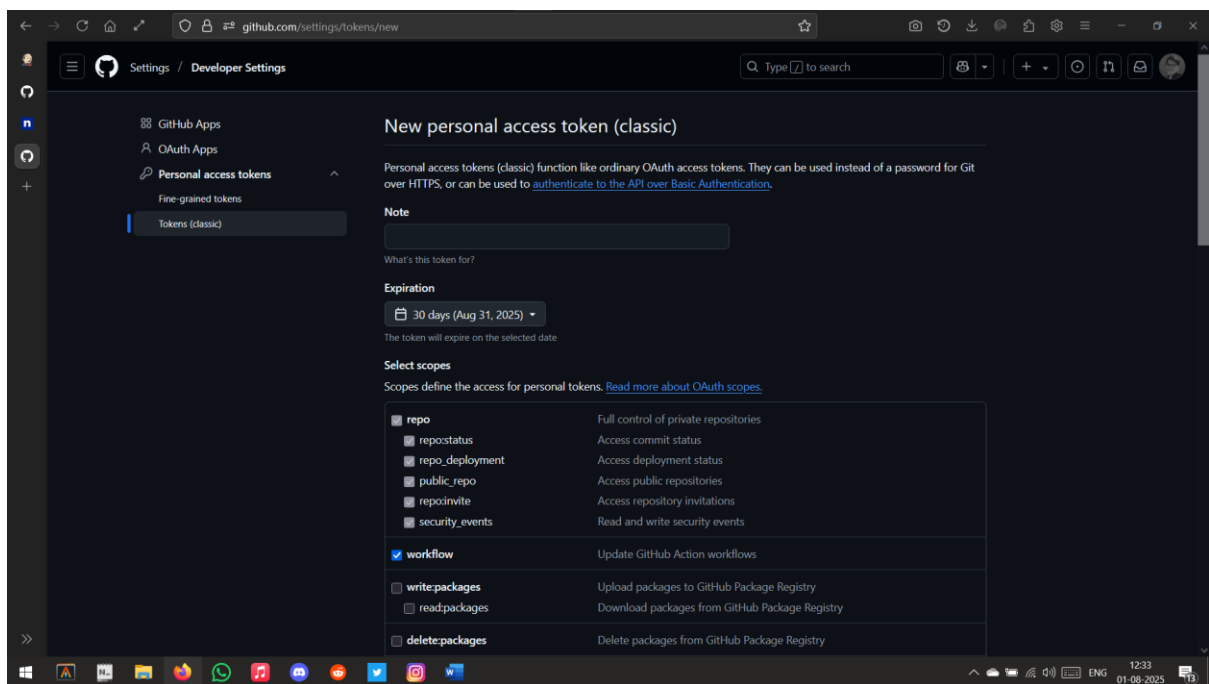 github.com/settings/tokens/new
Settings / Developer Settings
Type / to search
GitHub Apps
OAuth Apps
Personal access tokens
Fine-grained tokens
Tokens (classic)
New personal access token (classic)
Personal access tokens (classic) function like ordinary OAuth access tokens. They can be used instead of a password for Git
over HTTPS, or can be used to authenticate to the API over Basic Authentication.
Note
What's this token for?
Expiration
30 days (Aug 31, 2025)
The token will expire on the selected date
Select scopes
Scopes define the access for personal tokens. Read more about OAuth scopes.
repo Full control of private repositories
repo:status Access commit status
repo_deployment Access deployment status
public_repo Access public repositories
repo:invite Access repository invitations
security_events Read and write security events
workflow Update GitHub Action workflows
write:packages Upload packages to GitHub Package Registry
read:packages Download packages from GitHub Package Registry
delete:packages Delete packages from GitHub Package Registry
ENG
12:33
01-08-2025
13